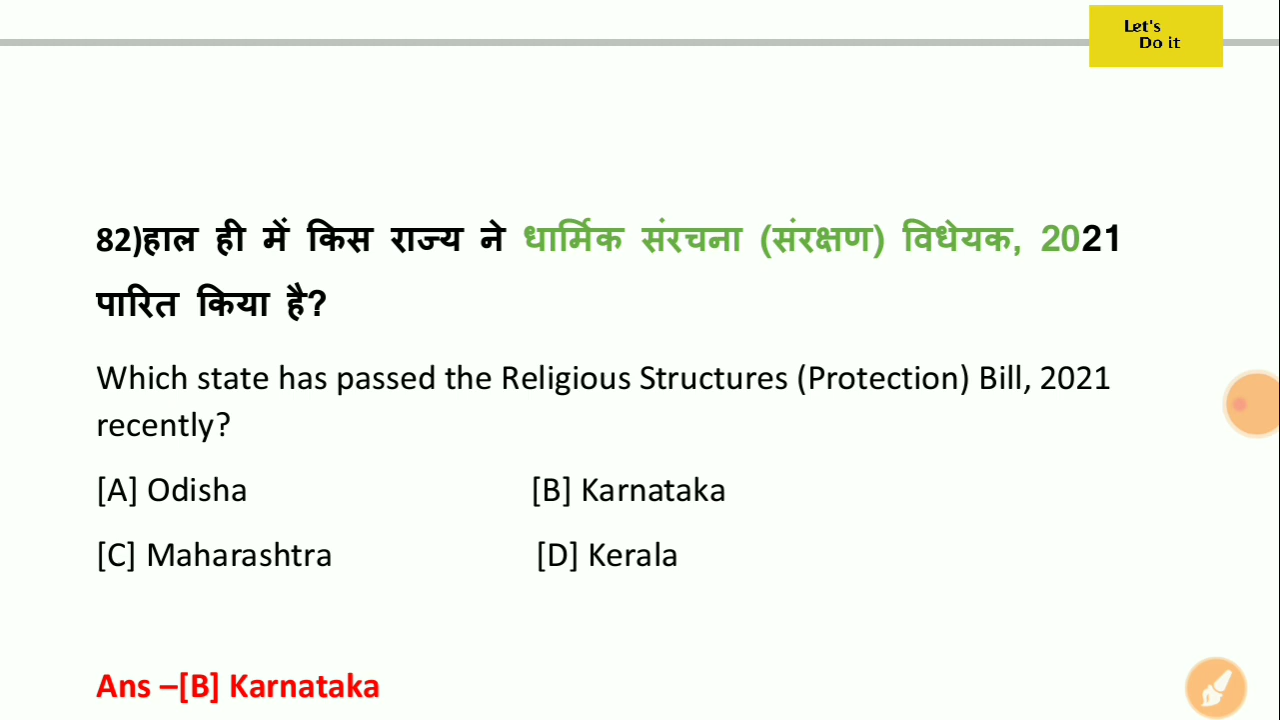 Let's
Do it
82)हाल ही में किस राज्य ने धार्मिक संरचना (संरक्षण) विधेयक, 2021
पारित किया है?
Which state has passed the Religious Structures (Protection) Bill, 2021
recently?
[A] Odisha [B] Karnataka
[C] Maharashtra [D] Kerala
Ans –[B] Karnataka